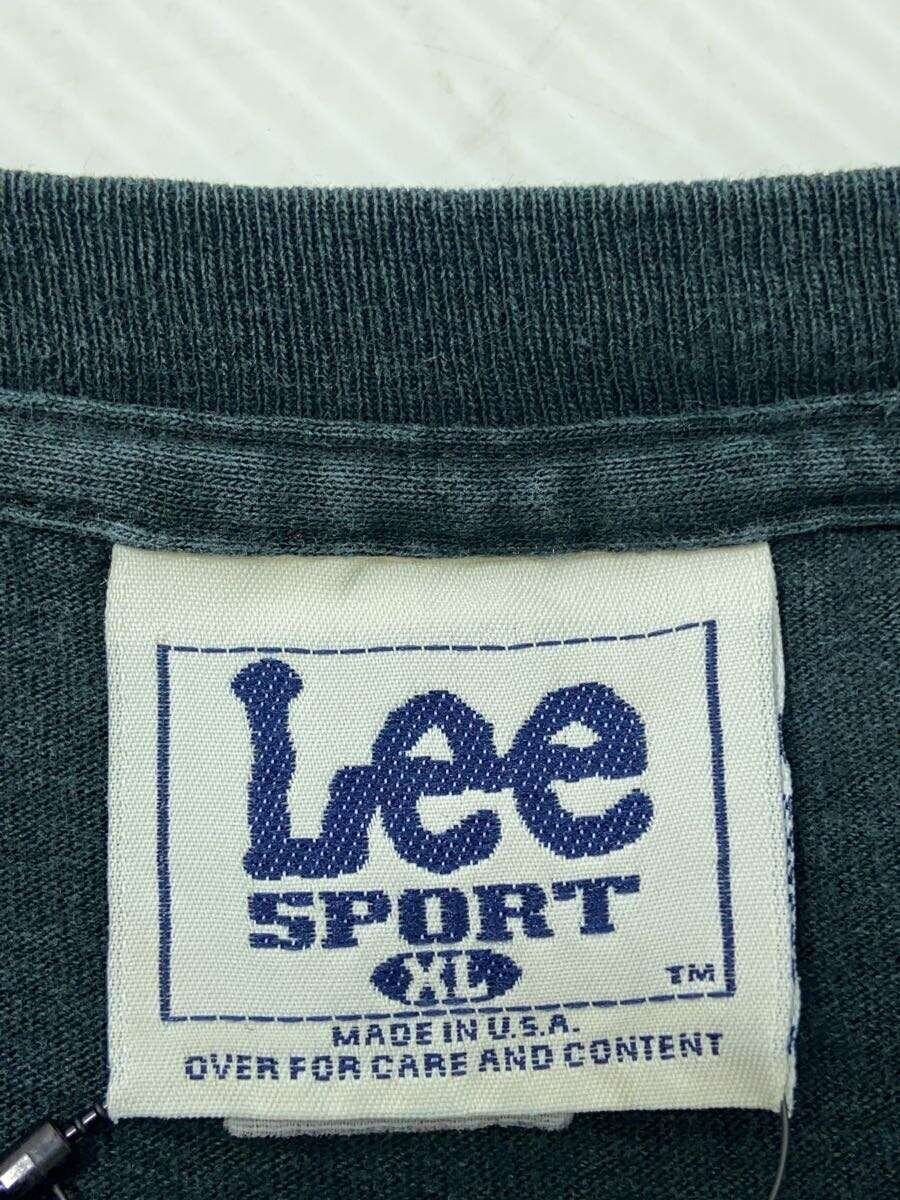 Lee
SPORT
XL
TM
MADE IN U.S.A.
OVER FOR CARE AND CONTENT